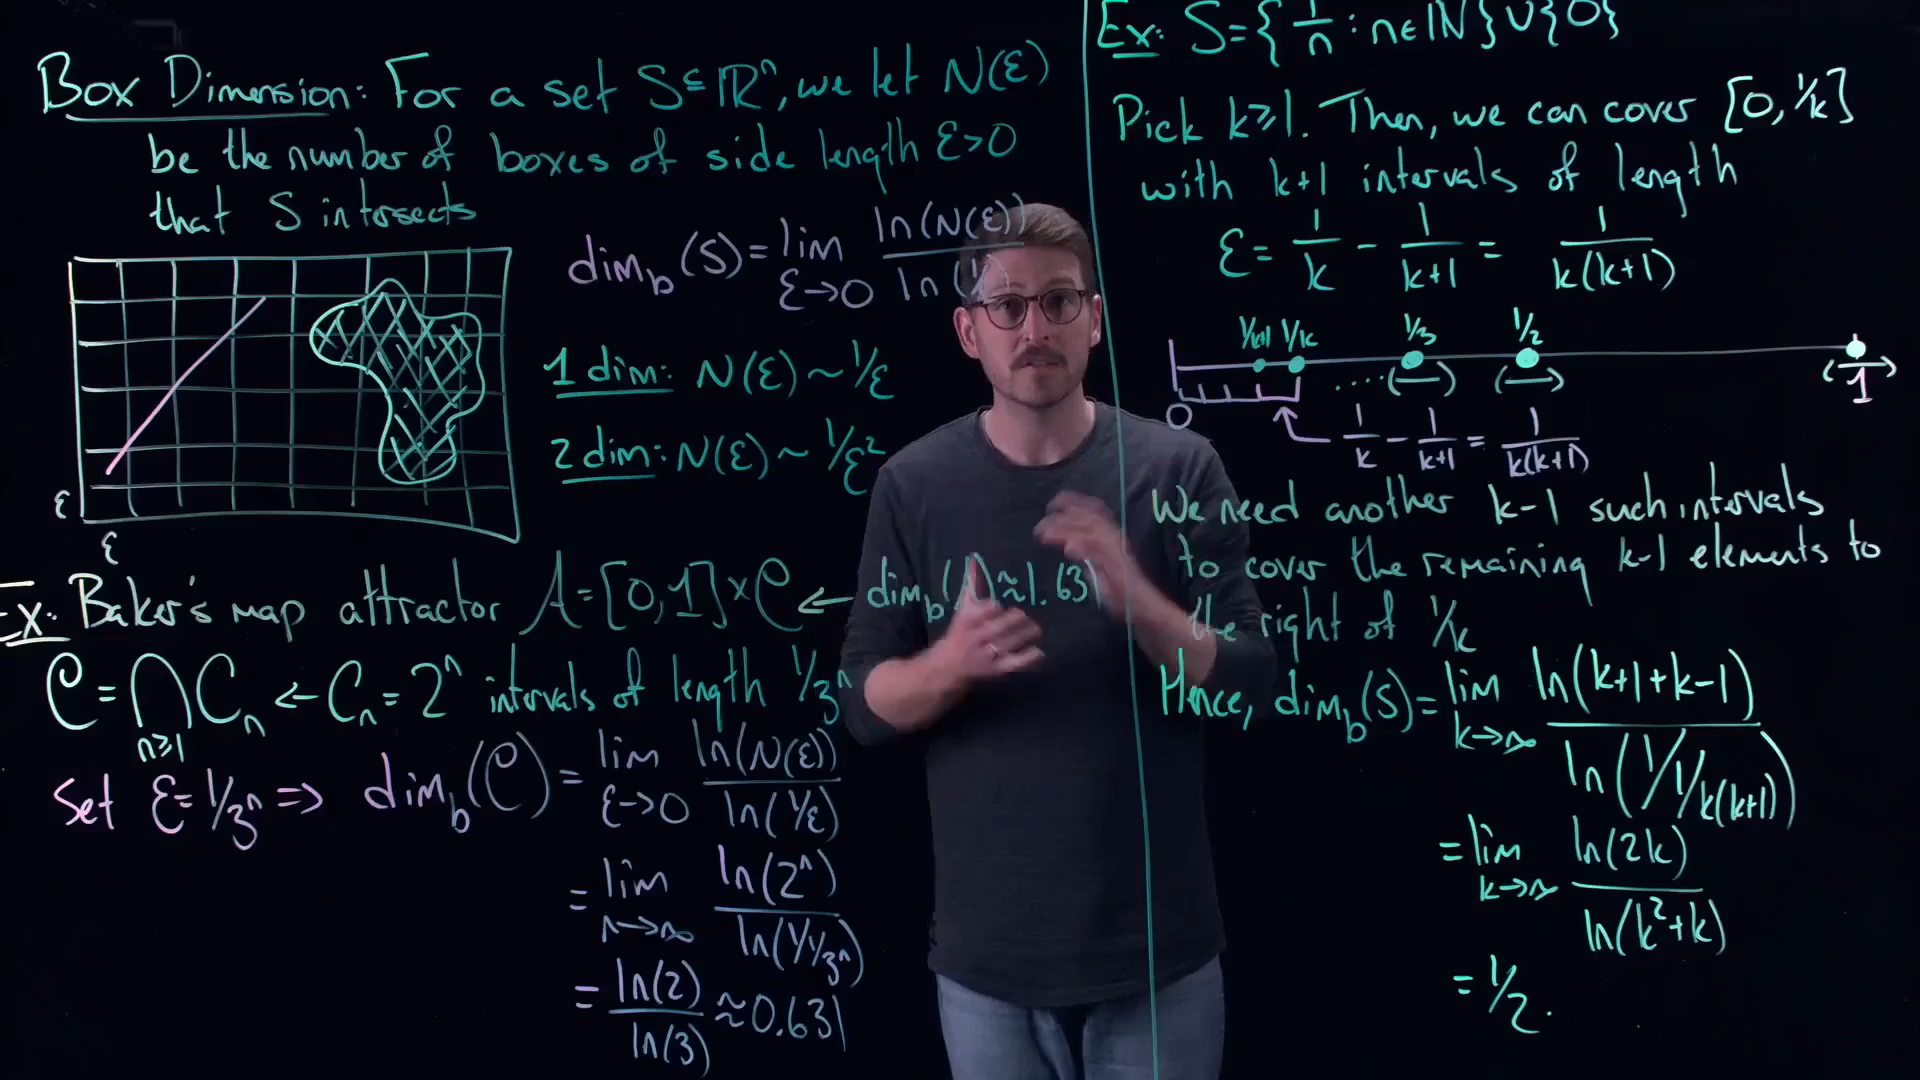 Box Dimension: For a set S⊆ℝⁿ, we let N(ε)
be the number of boxes of side length ε>0
that S intersects
dim_b(S) = lim_{ε→0} ln(N(ε)) / ln(
1 dim: N(ε) ~ 1/ε
2 dim: N(ε) ~ 1/ε²
ε
ε
Ex: Baker's map attractor A = [0,1]×C ← dim_b(A) ≈ 1.631
C = ⋂_{n≥1} C_n ← C_n = 2ⁿ intervals of length 1/3ⁿ
Set ε = 1/3ⁿ ⇒ dim_b(C) = lim_{ε→0} ln(N(ε)) / ln(1/ε)
= lim_{n→∞} ln(2ⁿ) / ln(1/1/3ⁿ)
= ln(2) / ln(3) ≈ 0.631
Ex: S = {1/n : n∈ℕ}∪{0}
Pick k≥1. Then, we can cover [0, 1/k]
with k+1 intervals of length
ε = 1/k - 1/(k+1) = 1/(k(k+1))
1/k+1 1/k 1/3 1/2
0 .... 1
1/k - 1/(k+1) = 1/(k(k+1))
We need another k-1 such intervals
to cover the remaining k-1 elements to
the right of 1/k
Hence, dim_b(S) = lim_{k→∞} ln(k+1+k-1) / ln(1/1/k(k+1))
= lim_{k→∞} ln(2k) / ln(k²+k)
= 1/2.